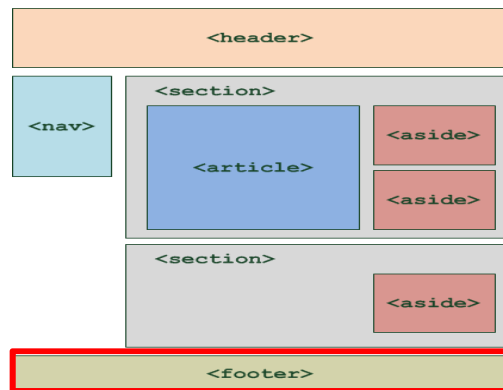 <header>
<section>
<nav>
<aside>
<article>
<aside>
<section>
<aside>
<footer>